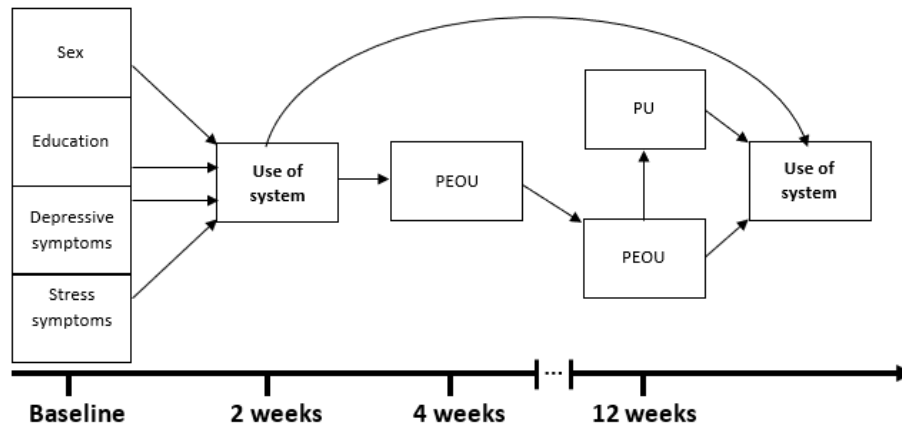 Sex
Education
Depressive
symptoms
Stress
symptoms
Use of
system
PEOU
PU
PEOU
Use of
system
...
Baseline
2 weeks
4 weeks
12 weeks